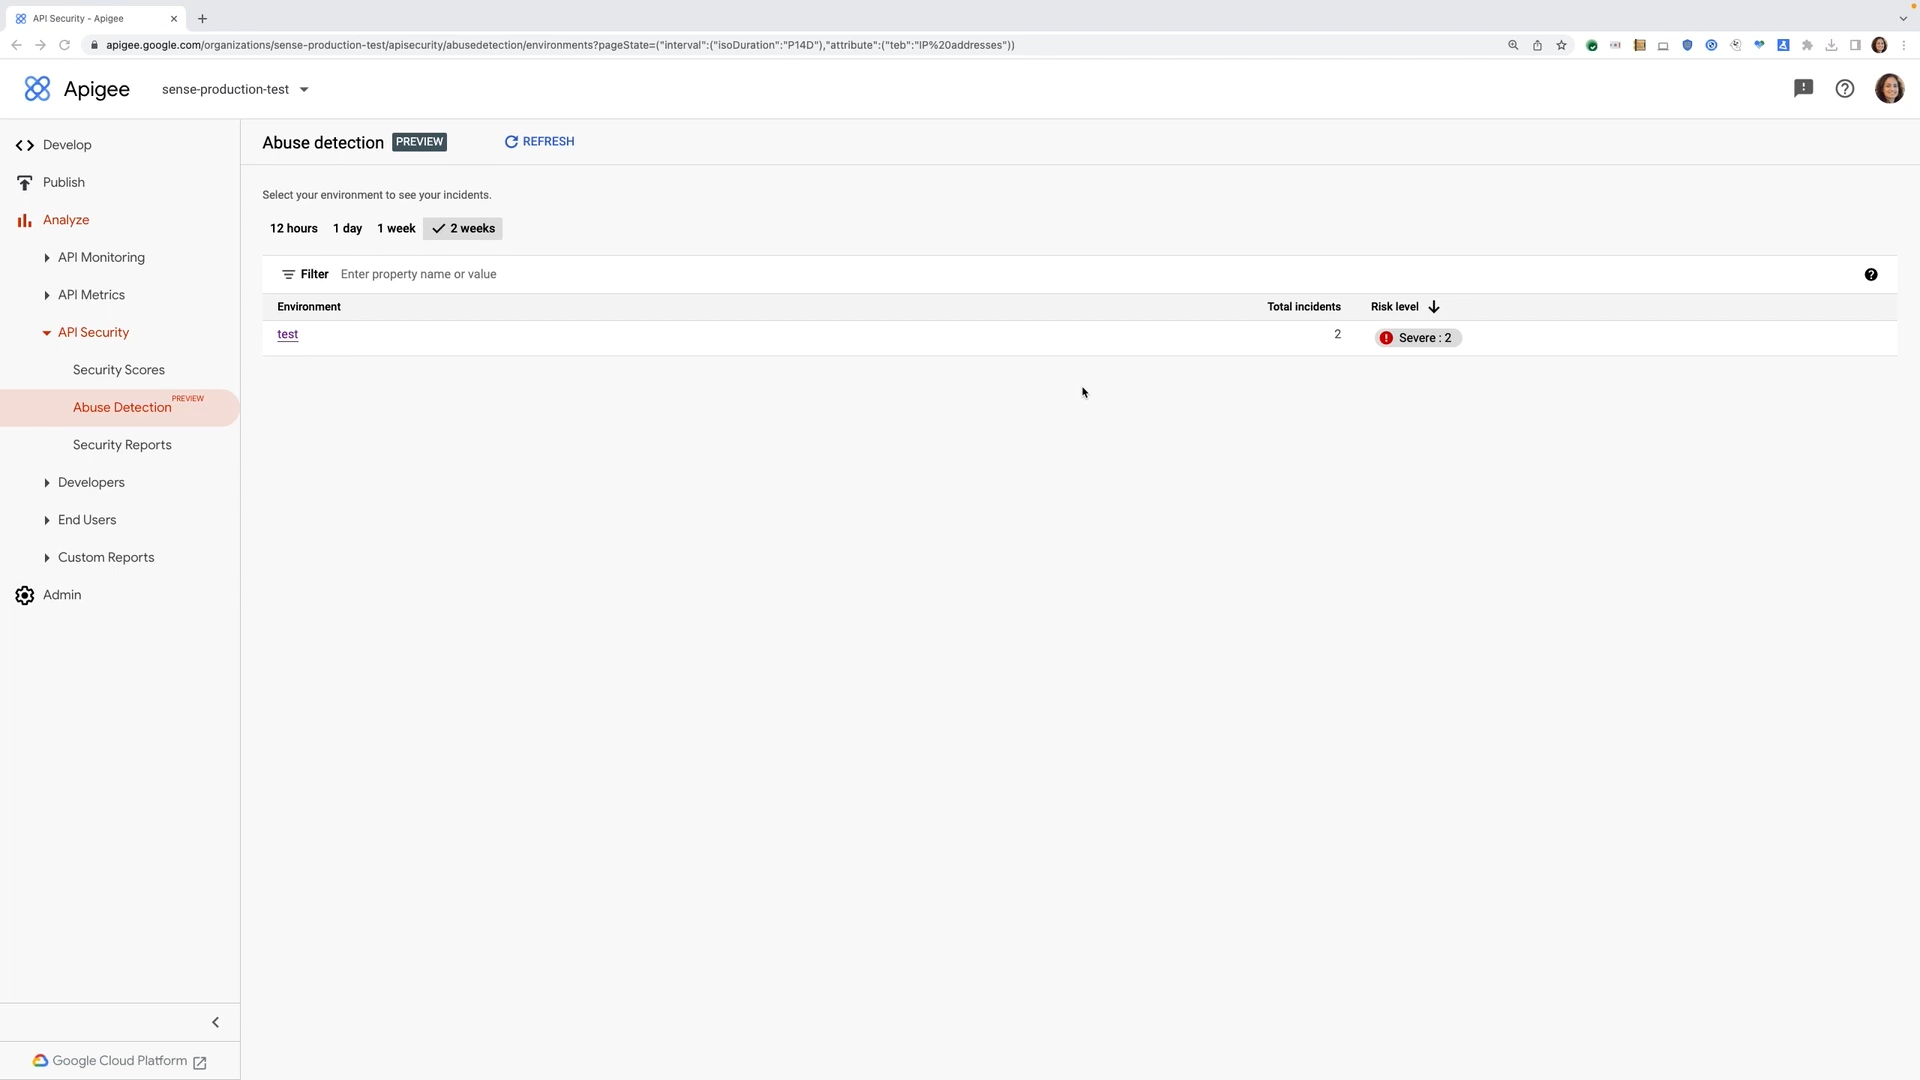 API Security - Apigee
apigee.google.com/organizations/sense-production-test/apisecurity/abusedetection/environments?pageState=("interval":("isoDuration":"P14D"),"attribute":("teb":"IP%20addresses"))
Apigee
sense-production-test
Develop
Publish
Analyze
API Monitoring
API Metrics
API Security
Security Scores
Abuse Detection PREVIEW
Security Reports
Developers
End Users
Custom Reports
Admin
Google Cloud Platform
Abuse detection PREVIEW REFRESH
Select your environment to see your incidents.
12 hours 1 day 1 week 2 weeks
Filter Enter property name or value
Environment Total incidents Risk level
test 2 Severe : 2